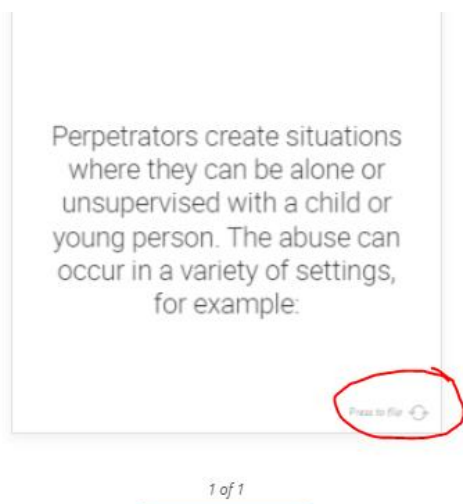 Perpetrators create situations
where they can be alone or
unsupervised with a child or
young person. The abuse can
occur in a variety of settings,
for example:
Press to flip
1 of 1